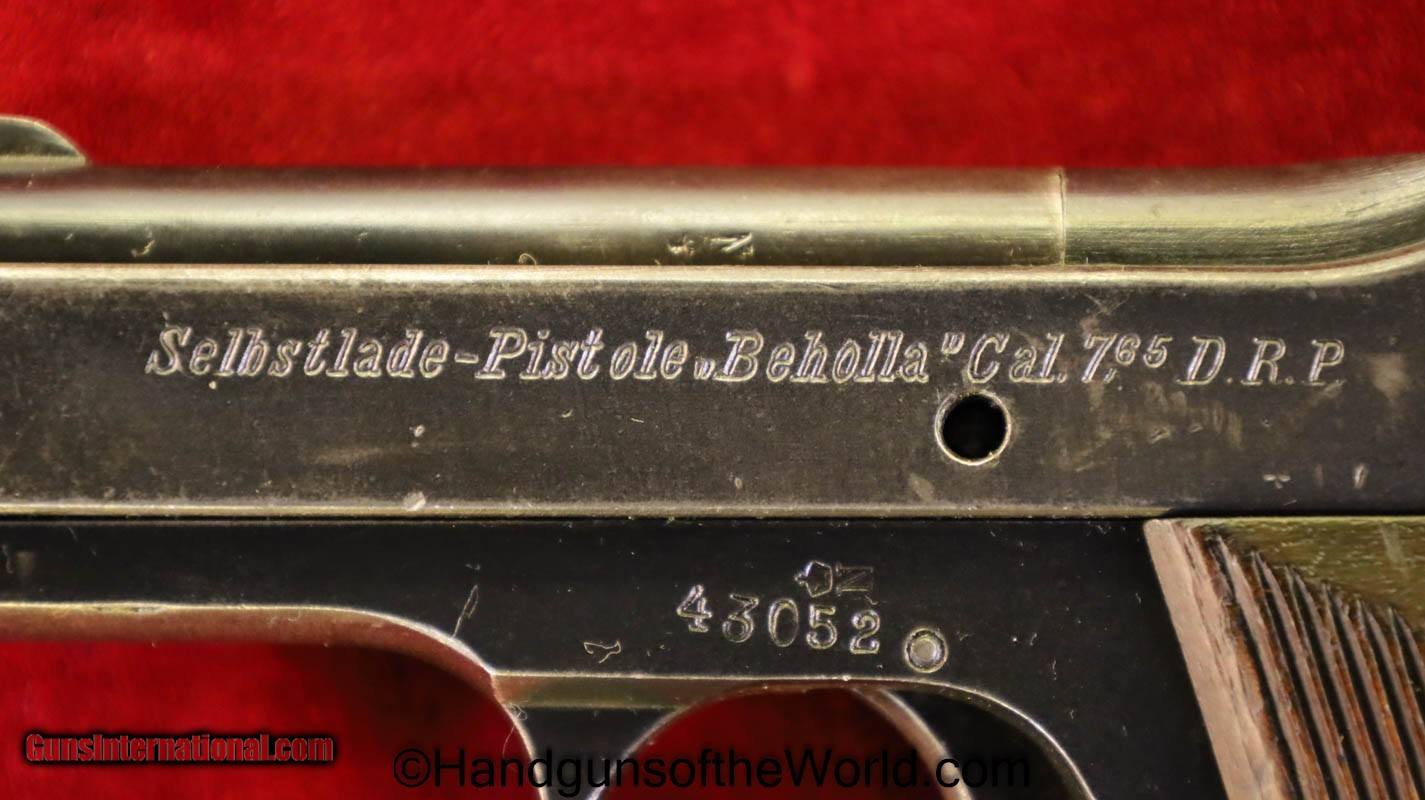 Selbstlade-Pistole „Beholla" Cal. 7,65 D.R.P.
N
N
43052
GunsInternational.com
©HandgunsoftheWorld.com